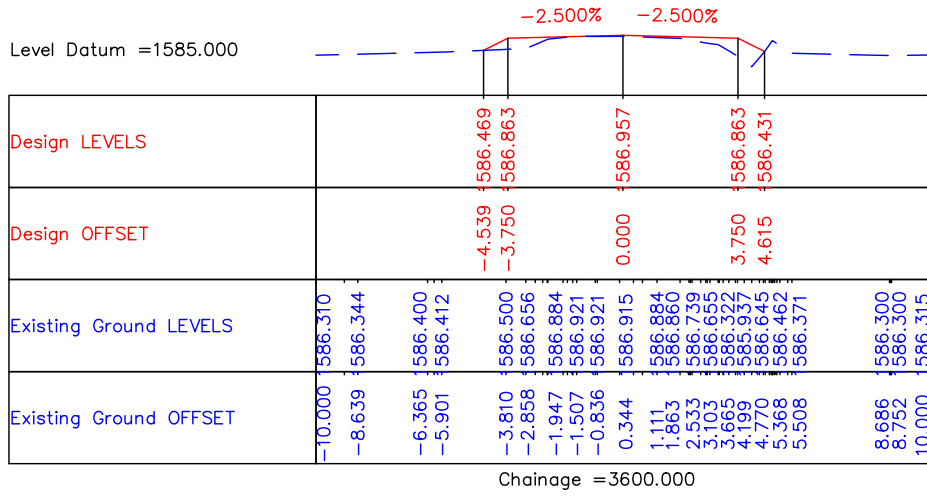 -2.500% -2.500%
Level Datum =1585.000
Design LEVELS 1586.469 1586.863 1586.957 1586.863 1586.431
Design OFFSET -4.539 -3.750 0.000 3.750 4.615
Existing Ground LEVELS 1586.310 1586.344 1586.400 1586.412 1586.500 1586.656 1586.884 1586.921 1586.921 1586.915 1586.884 1586.860 1586.739 1586.655 1586.322 1585.937 1586.645 1586.462 1586.371 1586.300 1586.300 1586.315
Existing Ground OFFSET -10.000 -8.639 -6.365 -5.901 -3.810 -2.858 -1.947 -1.507 -0.836 0.344 1.111 1.863 2.533 3.103 3.665 4.199 4.770 5.368 5.508 8.686 8.752 10.000
Chainage =3600.000